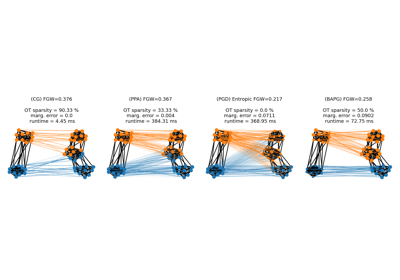 (CG) FGW=0.376
OT sparsity = 90.33 %
marg. error = 0.0
runtime = 4.45 ms
(PPA) FGW=0.367
OT sparsity = 33.33 %
marg. error = 0.004
runtime = 384.31 ms
(PGD) Entropic FGW=0.217
OT sparsity = 0.0 %
marg. error = 0.0711
runtime = 368.95 ms
(BAPG) FGW=0.258
OT sparsity = 50.0 %
marg. error = 0.0902
runtime = 72.75 ms